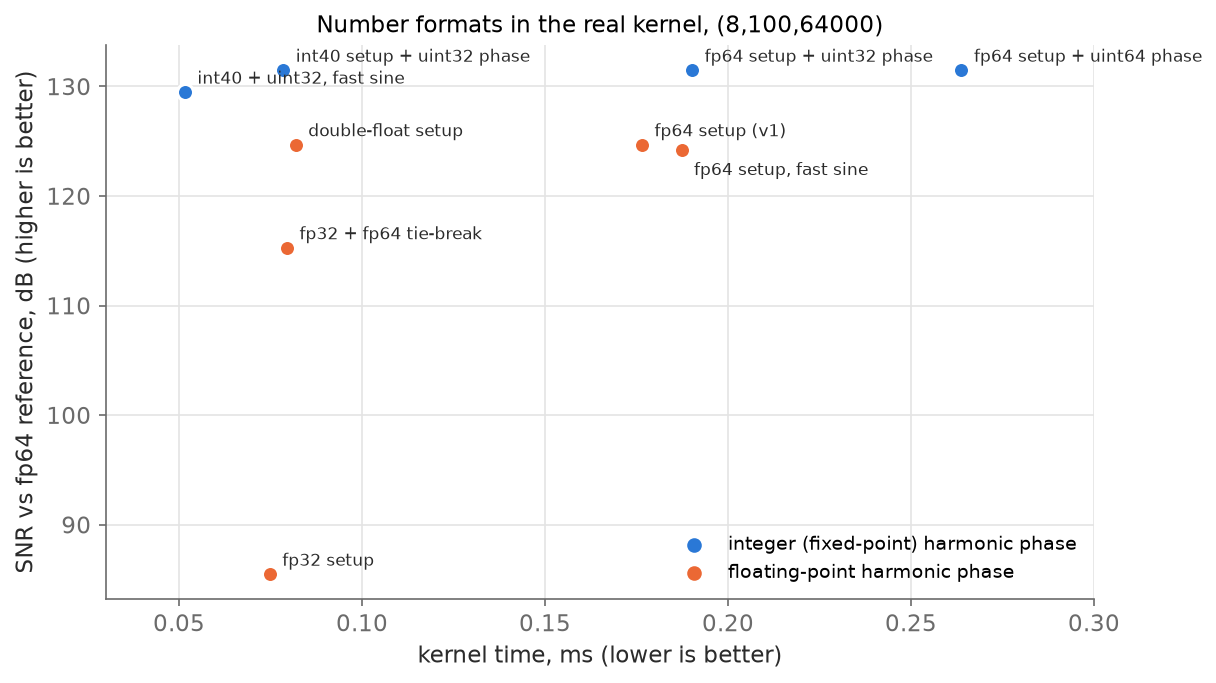 Number formats in the real kernel, (8,100,64000)
int40 setup + uint32 phase
fp64 setup + uint32 phase
fp64 setup + uint64 phase
int40 + uint32, fast sine
double-float setup
fp64 setup (v1)
fp64 setup, fast sine
fp32 + fp64 tie-break
fp32 setup
integer (fixed-point) harmonic phase
floating-point harmonic phase
SNR vs fp64 reference, dB (higher is better)
130
120
110
100
90
0.05 0.10 0.15 0.20 0.25 0.30
kernel time, ms (lower is better)